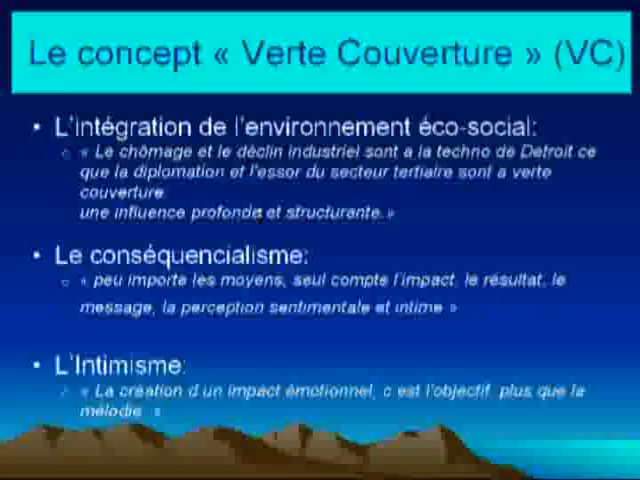 Le concept « Verte Couverture » (VC)
• L'intégration de l'environnement éco-social:
« Le chômage et le déclin industriel sont a la techno de Detroit ce
que la diplomation et l'essor du secteur tertiaire sont a verte
couverture
une influence profonde et structurante. »
• Le conséquencialisme:
« peu importe les moyens, seul compte l'impact, le résultat, le
message, la perception sentimentale et intime »
• L'Intimisme:
« La création d un impact émotionnel, c est l'objectif, plus que la
mélodie. »